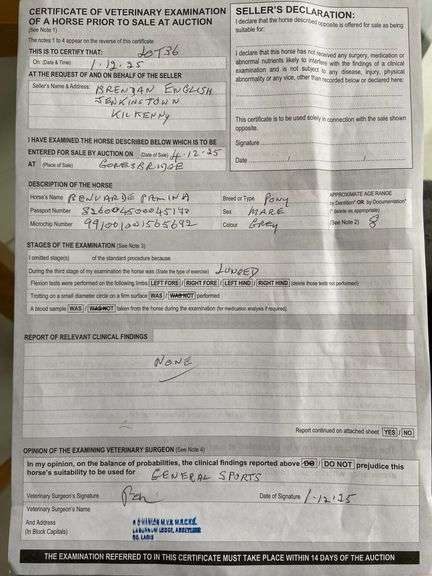 CERTIFICATE OF VETERINARY EXAMINATION
OF A HORSE PRIOR TO SALE AT AUCTION
(See Note 1)
The notes 1 to 4 appear on the reverse of this certificate
THIS IS TO CERTIFY THAT: LOT 36
On: (Date & Time) 1.12.25
AT THE REQUEST OF AND ON BEHALF OF THE SELLER
Seller's Name & Address: BRENDAN ENGLISH
JENKINSTOWN
KILKENNY
I HAVE EXAMINED THE HORSE DESCRIBED BELOW WHICH IS TO BE
ENTERED FOR SALE BY AUCTION ON (Date of Sale) 4.12.25
AT (Place of Sale) GORESBRIDGE
SELLER'S DECLARATION:
I declare that the horse described opposite is offered for sale as being
suitable for:
I declare that this horse has not received any surgery, medication or
abnormal nutrients likely to interfere with the findings of a clinical
examination and is not subject to any disease, injury, physical
abnormality or any vice, other than recorded below or declared here:
This certificate is to be used solely in connection with the sale shown
opposite.
Signature
Date / /
DESCRIPTION OF THE HORSE
Horse's Name Breed or Type PONY
Passport Number Sex MARE
Microchip Number Colour GREY
APPROXIMATE AGE RANGE
by Dentition* OR by Documentation*
(* delete as appropriate)
(See Note 2) 8
STAGES OF THE EXAMINATION (See Note 3)
I omitted stage(s) of the standard procedure because
During the third stage of my examination the horse was (State the type of exercise) LUNGED
Flexion tests were performed on the following limbs LEFT FORE / RIGHT FORE / LEFT HIND / RIGHT HIND (delete those tests not performed)
Trotting on a small diameter circle on a firm surface WAS / WAS NOT performed
A blood sample WAS / WAS NOT taken from the horse during the examination (for medication analysis if required)
REPORT OF RELEVANT CLINICAL FINDINGS
NONE
Report continued on attached sheet YES / NO
OPINION OF THE EXAMINING VETERINARY SURGEON (See Note 4)
In my opinion, on the balance of probabilities, the clinical findings reported above DO / DO NOT prejudice this
horse's suitability to be used for GENERAL SPORTS
Veterinary Surgeon's Signature Date of Signature 1.12.25
Veterinary Surgeon's Name
And Address
(In Block Capitals)
LABURNUM LODGE, ABBEYLEIX
CO. LAOIS
THE EXAMINATION REFERRED TO IN THIS CERTIFICATE MUST TAKE PLACE WITHIN 14 DAYS OF THE AUCTION